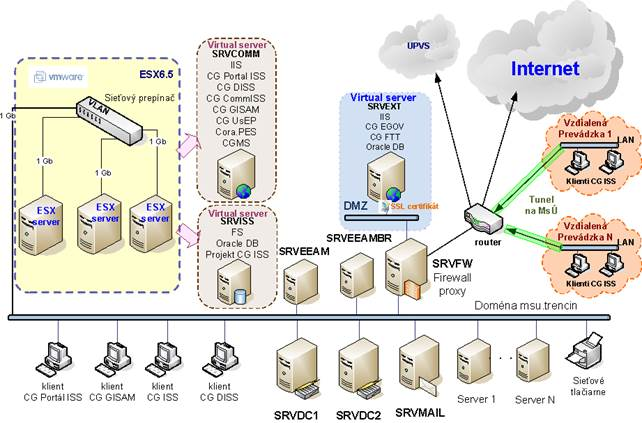 vmware
ESX6.5
VLAN
Sieťový prepínač
1 Gb
1 Gb
1 Gb
1 Gb
ESX
server
ESX
server
ESX
server
Virtual server
SRVCOMM
IIS
CG Portal ISS
CG DISS
CG CommISS
CG GISAM
CG UsEP
Cora.PES
CGMS
Virtual server
SRVISS
FS
Oracle DB
Projekt CG ISS
Virtual server
SRVEXT
IIS
CG EGOV
CG FTT
Oracle DB
SSL certifikát
DMZ
UPVS
Internet
Vzdialená
Prevádzka 1
LAN
Klienti CG ISS
Tunel
na MsÚ
router
Vzdialená
Prevádzka N
LAN
Klienti CG ISS
SRVEEAM
SRVEEAMBR
SRVFW
Firewall
proxy
Doména msu.trencin
klient
CG Portál ISS
klient
CG GISAM
klient
CG ISS
klient
CG DISS
SRVDC1
SRVDC2
SRVMAIL
Server 1
Server N
Sieťové
tlačiarne